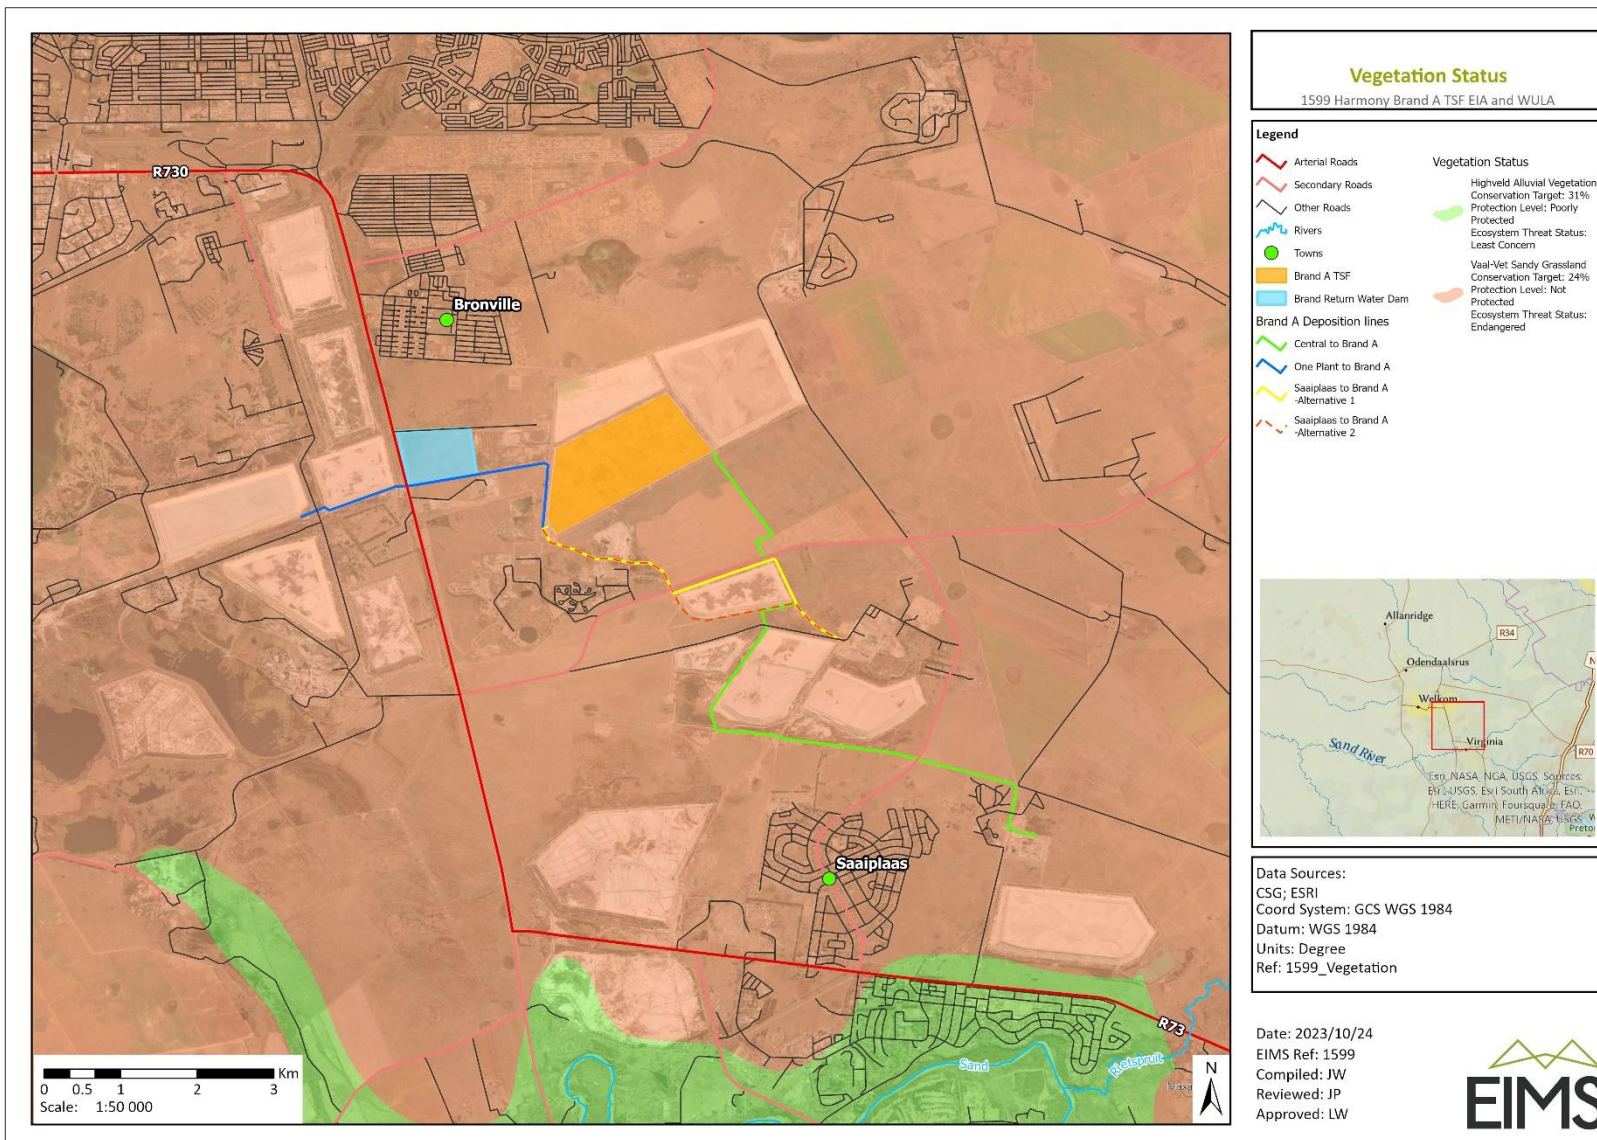 Vegetation Status
1599 Harmony Brand A TSF EIA and WULA
Legend
Arterial Roads
Secondary Roads
Other Roads
Rivers
Towns
Brand A TSF
Brand Return Water Dam
Brand A Deposition lines
Central to Brand A
One Plant to Brand A
Saaiplaas to Brand A
-Alternative 1
Saaiplaas to Brand A
-Alternative 2
Vegetation Status
Highveld Alluvial Vegetation
Conservation Target: 31%
Protection Level: Poorly
Protected
Ecosystem Threat Status:
Least Concern
Vaal-Vet Sandy Grassland
Conservation Target: 24%
Protection Level: Not
Protected
Ecosystem Threat Status:
Endangered
R730
Bronville
Saaiplaas
R73
Sand
Rietspruit
0 0.5 1 2 3 Km
Scale: 1:50 000
N
Allanridge
R34
Odendaalsrus
N
Welkom
Virginia
Sand River
R70
Esri, NASA, NGA, USGS, Sources:
Esri, USGS, Esri South Africa, Esri,
HERE, Garmin, Foursquare, FAO,
METI/NASA, USGS
Preto
Data Sources:
CSG; ESRI
Coord System: GCS WGS 1984
Datum: WGS 1984
Units: Degree
Ref: 1599_Vegetation
Date: 2023/10/24
EIMS Ref: 1599
Compiled: JW
Reviewed: JP
Approved: LW
EIMS